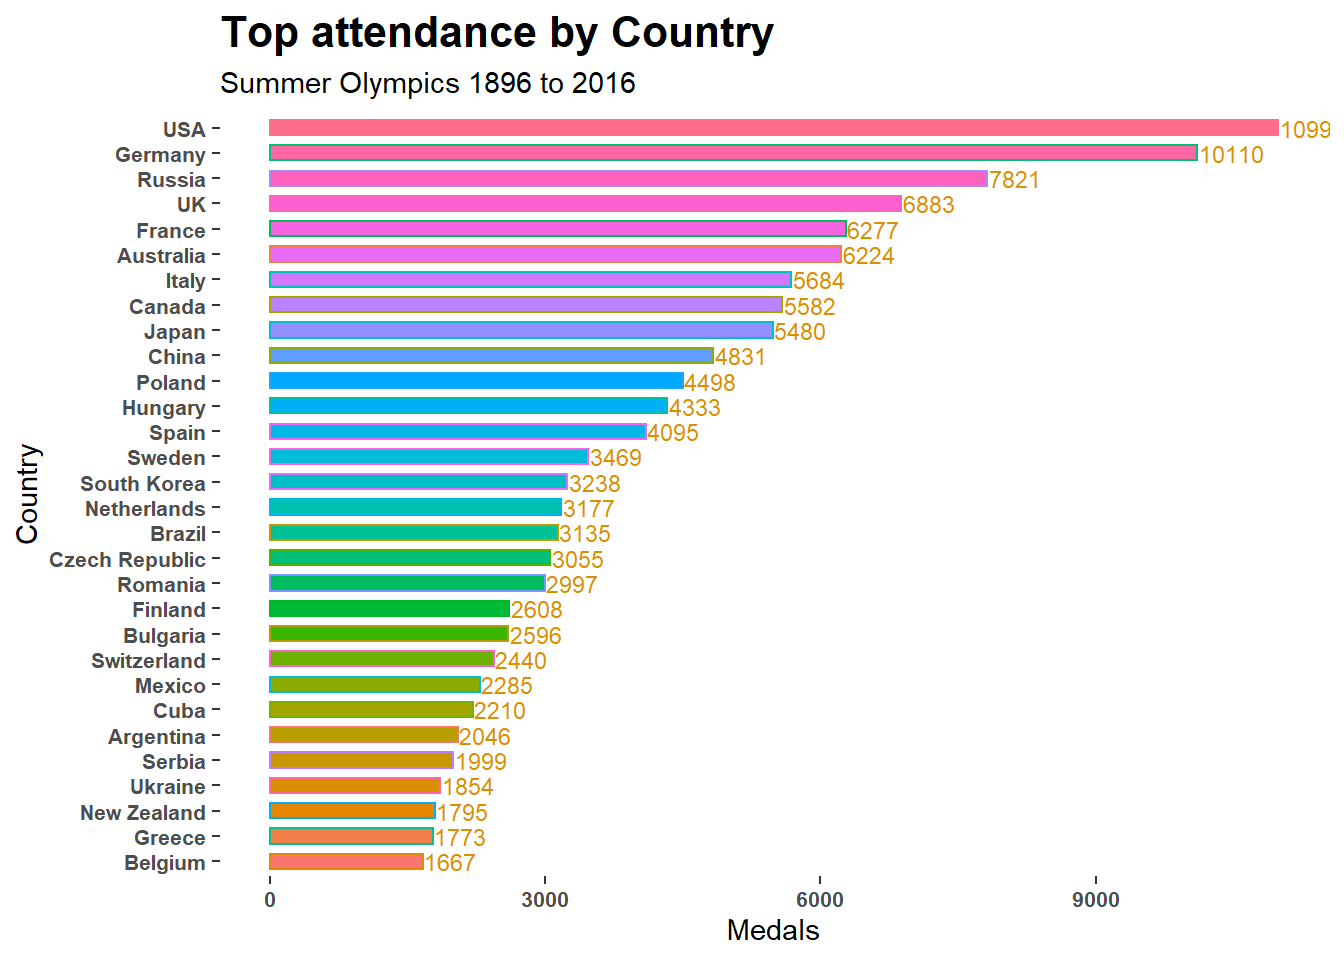 Top attendance by Country
Summer Olympics 1896 to 2016
Country
USA 1099
Germany 10110
Russia 7821
UK 6883
France 6277
Australia 6224
Italy 5684
Canada 5582
Japan 5480
China 4831
Poland 4498
Hungary 4333
Spain 4095
Sweden 3469
South Korea 3238
Netherlands 3177
Brazil 3135
Czech Republic 3055
Romania 2997
Finland 2608
Bulgaria 2596
Switzerland 2440
Mexico 2285
Cuba 2210
Argentina 2046
Serbia 1999
Ukraine 1854
New Zealand 1795
Greece 1773
Belgium 1667
0 3000 6000 9000
Medals